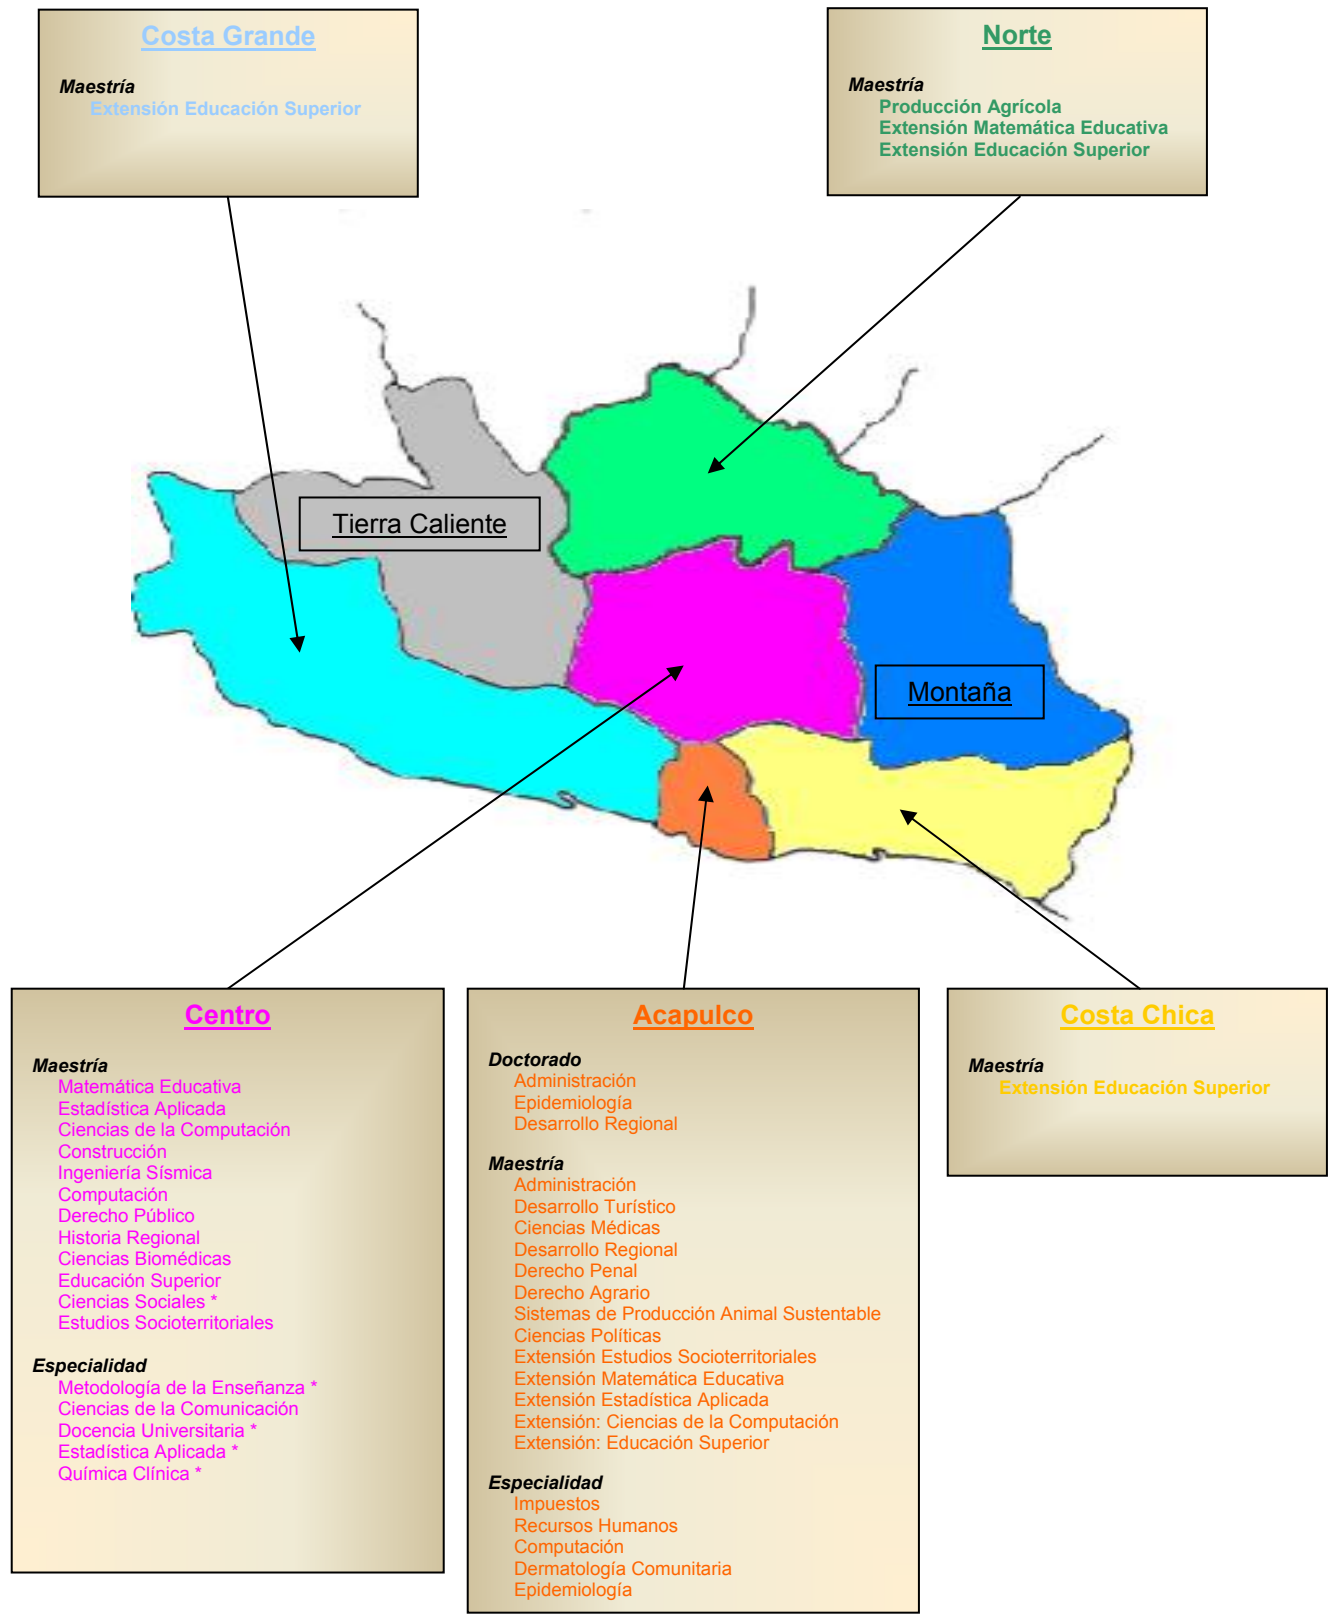 Costa Grande
Maestría
Extensión Educación Superior
Norte
Maestría
Producción Agrícola
Extensión Matemática Educativa
Extensión Educación Superior
Tierra Caliente
Montaña
Centro
Maestría
Matemática Educativa
Estadística Aplicada
Ciencias de la Computación
Construcción
Ingeniería Sísmica
Computación
Derecho Público
Historia Regional
Ciencias Biomédicas
Educación Superior
Ciencias Sociales *
Estudios Socioterritoriales
Especialidad
Metodología de la Enseñanza *
Ciencias de la Comunicación
Docencia Universitaria *
Estadística Aplicada *
Química Clínica *
Acapulco
Doctorado
Administración
Epidemiología
Desarrollo Regional
Maestría
Administración
Desarrollo Turístico
Ciencias Médicas
Desarrollo Regional
Derecho Penal
Derecho Agrario
Sistemas de Producción Animal Sustentable
Ciencias Políticas
Extensión Estudios Socioterritoriales
Extensión Matemática Educativa
Extensión Estadística Aplicada
Extensión: Ciencias de la Computación
Extensión: Educación Superior
Especialidad
Impuestos
Recursos Humanos
Computación
Dermatología Comunitaria
Epidemiología
Costa Chica
Maestría
Extensión Educación Superior